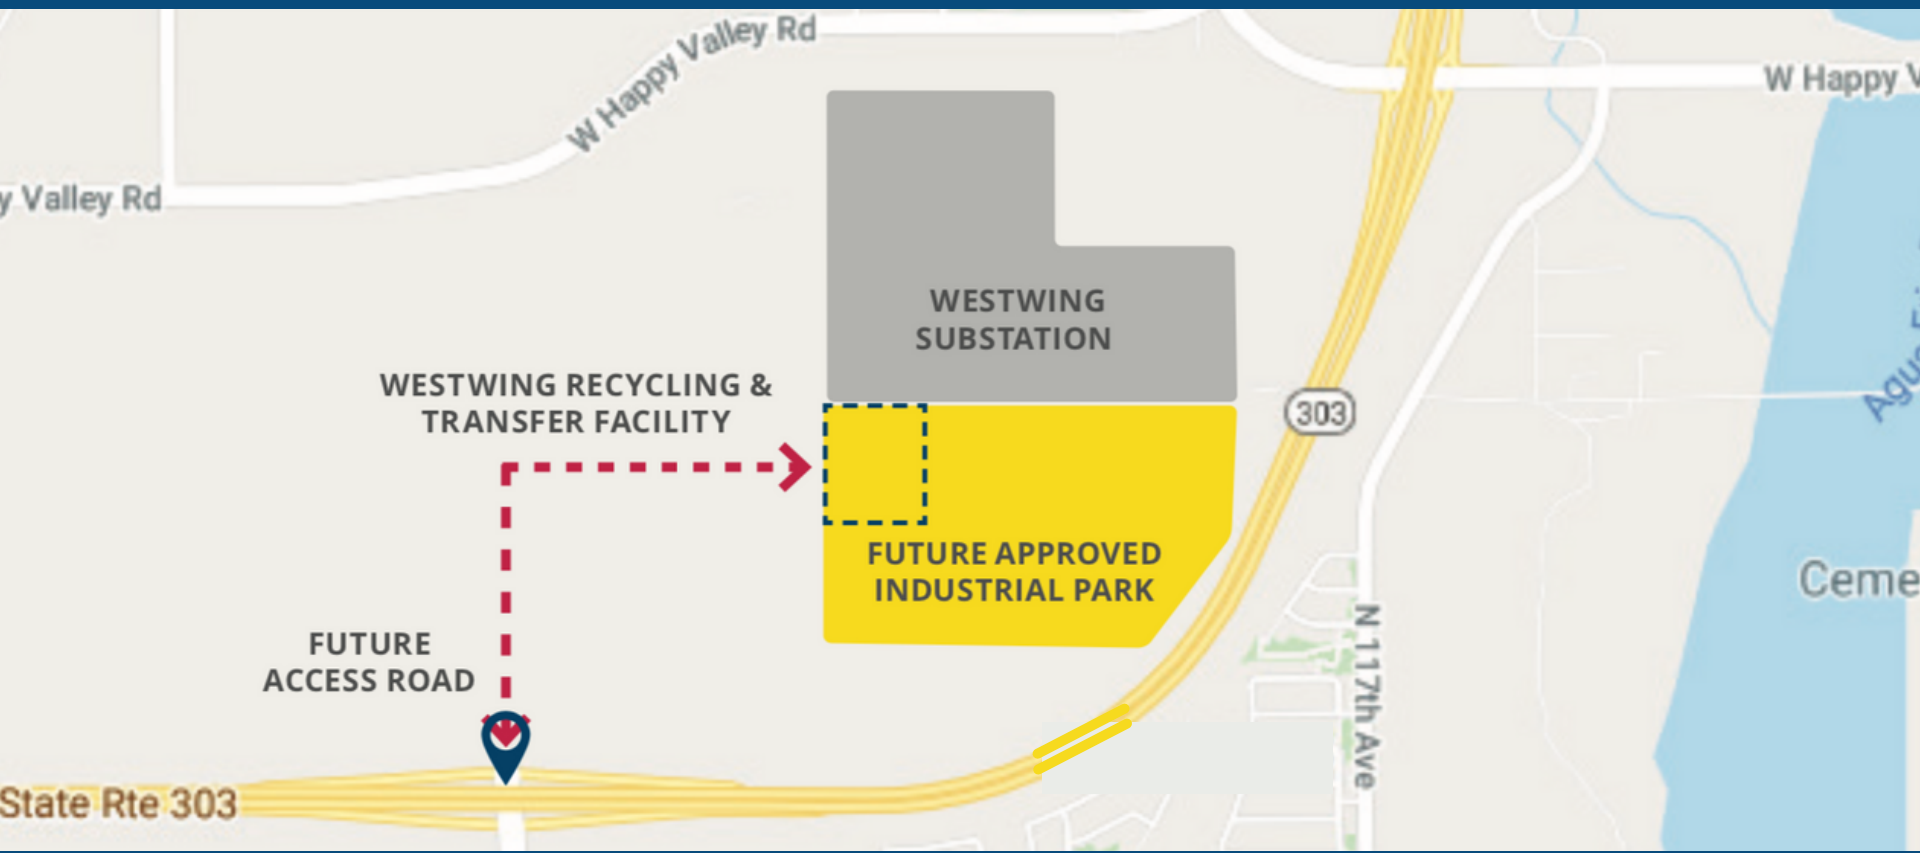 W Happy Valley Rd
W Happy V
y Valley Rd
WESTWING
SUBSTATION
WESTWING RECYCLING &
TRANSFER FACILITY
303
Agu
FUTURE APPROVED
INDUSTRIAL PARK
Ceme
N 117th Ave
FUTURE
ACCESS ROAD
State Rte 303